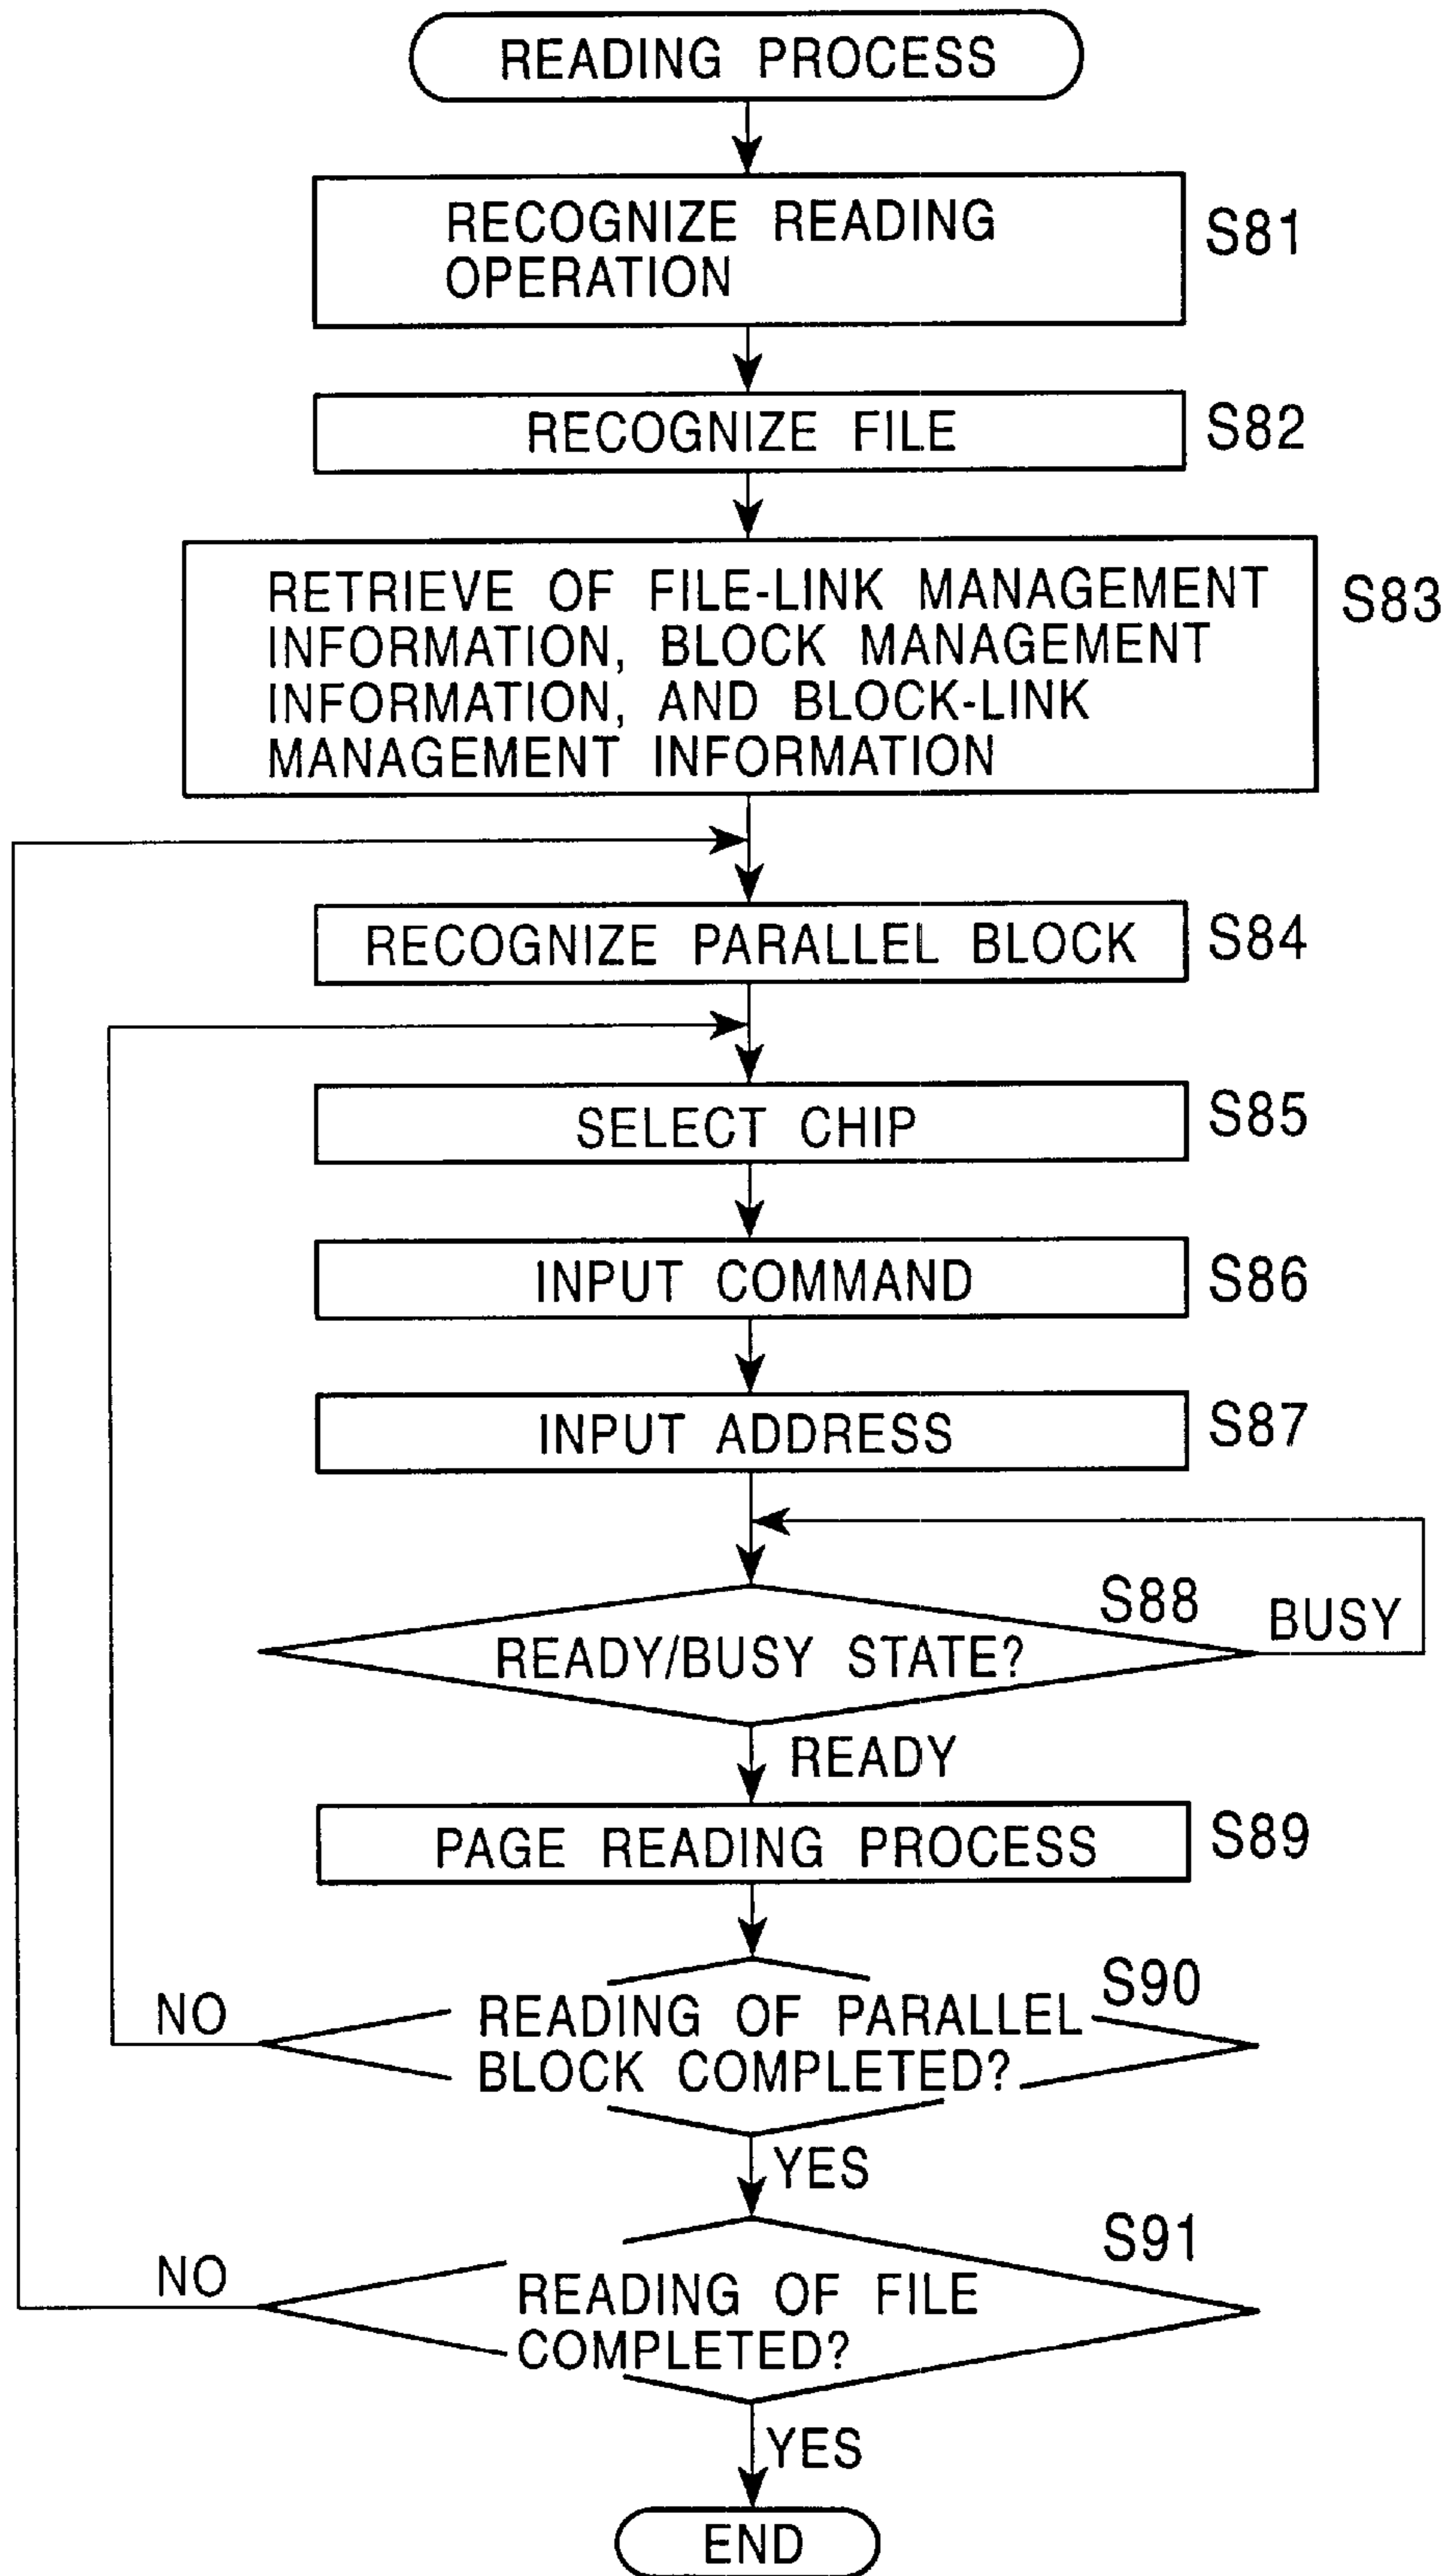 READING PROCESS
RECOGNIZE READING
OPERATION
S81
RECOGNIZE FILE
S82
RETRIEVE OF FILE-LINK MANAGEMENT
INFORMATION, BLOCK MANAGEMENT
INFORMATION, AND BLOCK-LINK
MANAGEMENT INFORMATION
S83
RECOGNIZE PARALLEL BLOCK
S84
SELECT CHIP
S85
INPUT COMMAND
S86
INPUT ADDRESS
S87
S88
BUSY
READY/BUSY STATE?
READY
PAGE READING PROCESS
S89
S90
NO
READING OF PARALLEL
BLOCK COMPLETED?
YES
S91
NO
READING OF FILE
COMPLETED?
YES
END